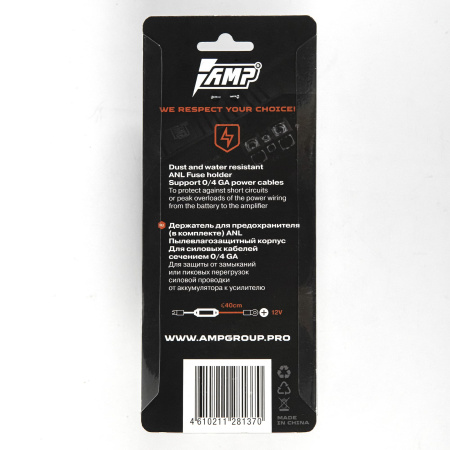 AMP®
WE RESPECT YOUR CHOICE!
Dust and water resistant
ANL Fuse holder
Support 0/4 GA power cables
To protect against short circuits
or peak overloads of the power wiring
from the battery to the amplifier
Держатель для предохранителя
(в комплекте) ANL
Пылевлагозащитный корпус
Для силовых кабелей
сечением 0/4 GA
Для защиты от замыканий
или пиковых перегрузок
силовой проводки
от аккумулятора к усилителю
≤40cm
12V
WWW.AMPGROUP.PRO
4 610211 281370
MADE
IN CHINA